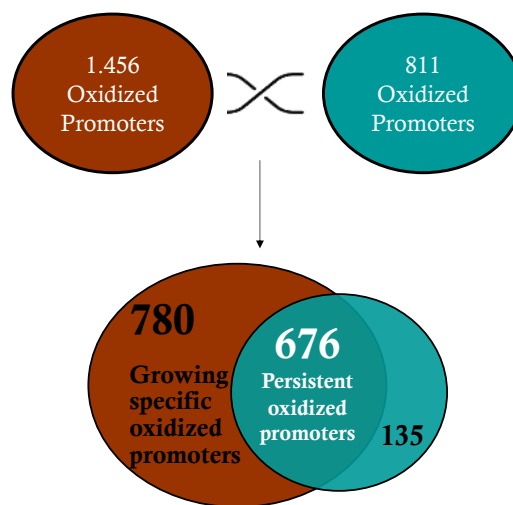 1.456
Oxidized
Promoters
811
Oxidized
Promoters
780
Growing
specific
oxidized
promoters
676
Persistent
oxidized
promoters
135